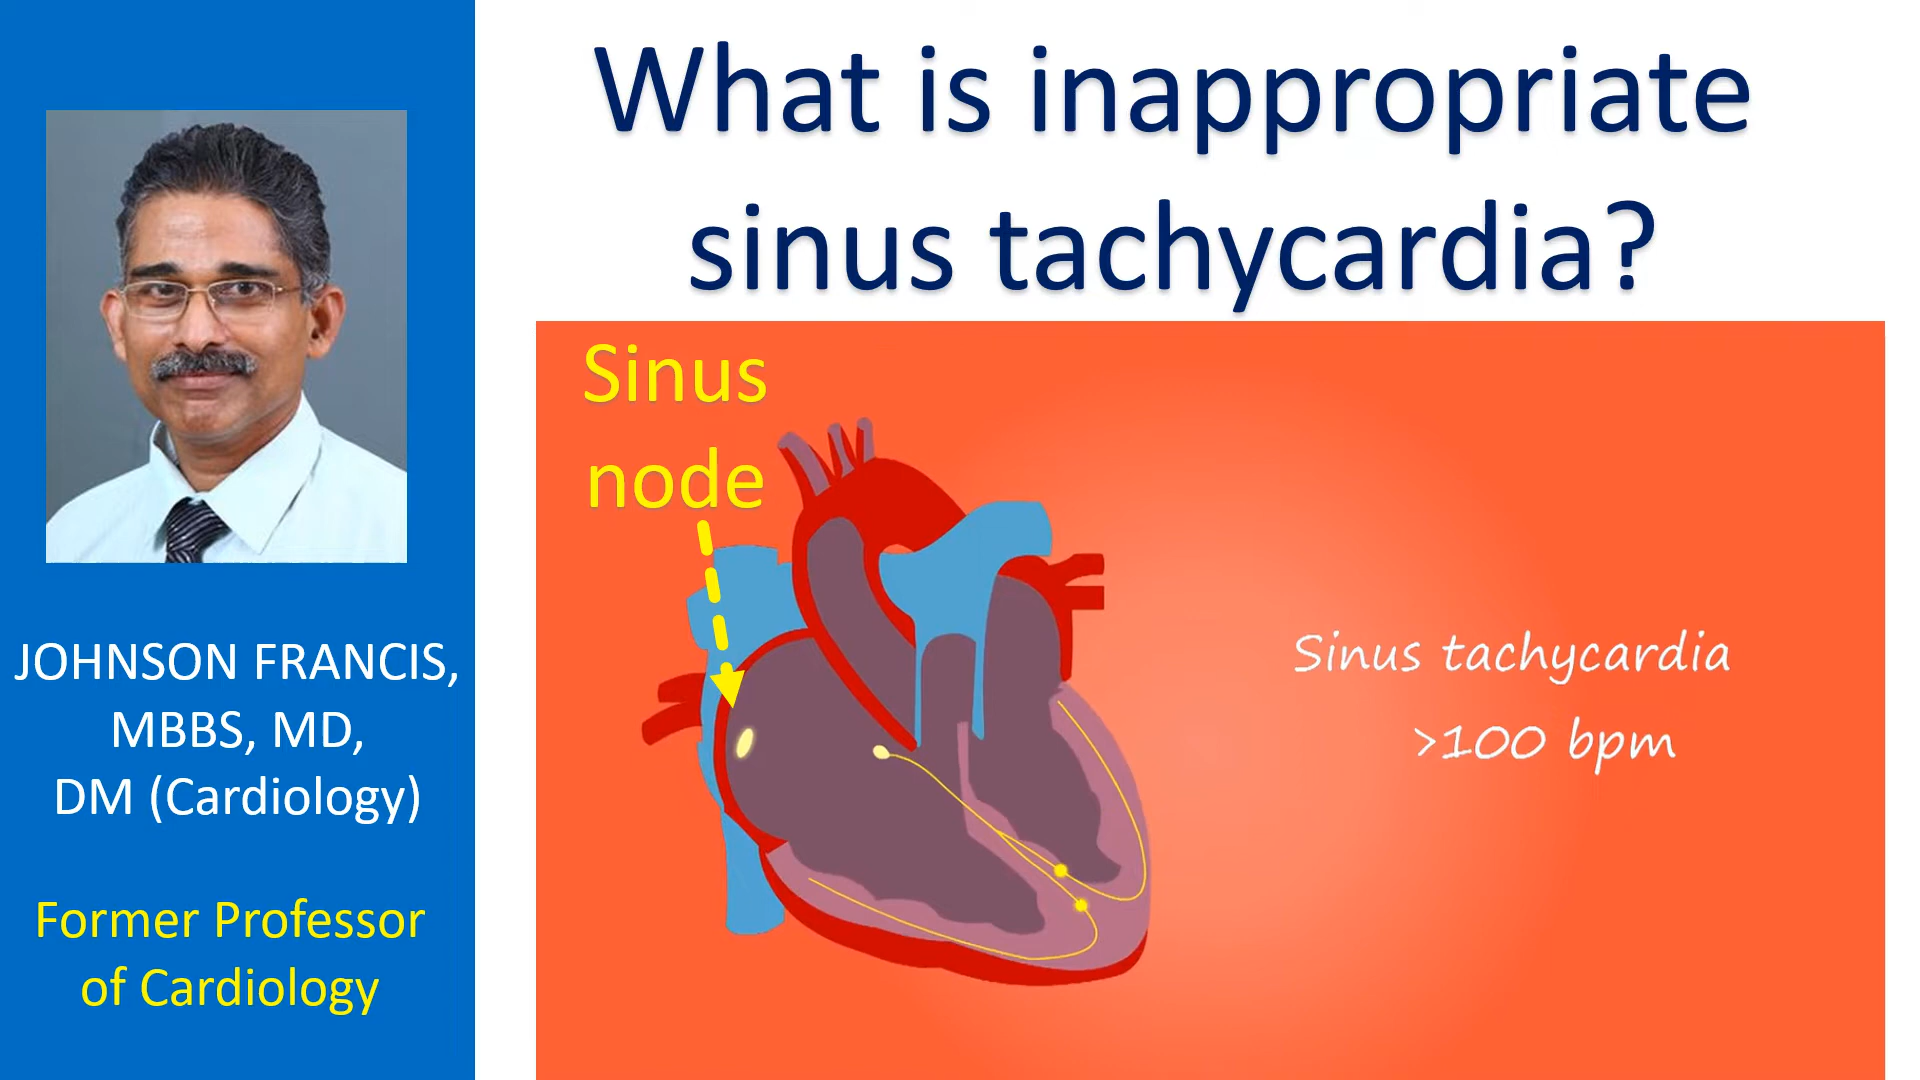 What is inappropriate
sinus tachycardia?
Sinus
node
Sinus tachycardia
>100 bpm
JOHNSON FRANCIS,
MBBS, MD,
DM (Cardiology)
Former Professor
of Cardiology